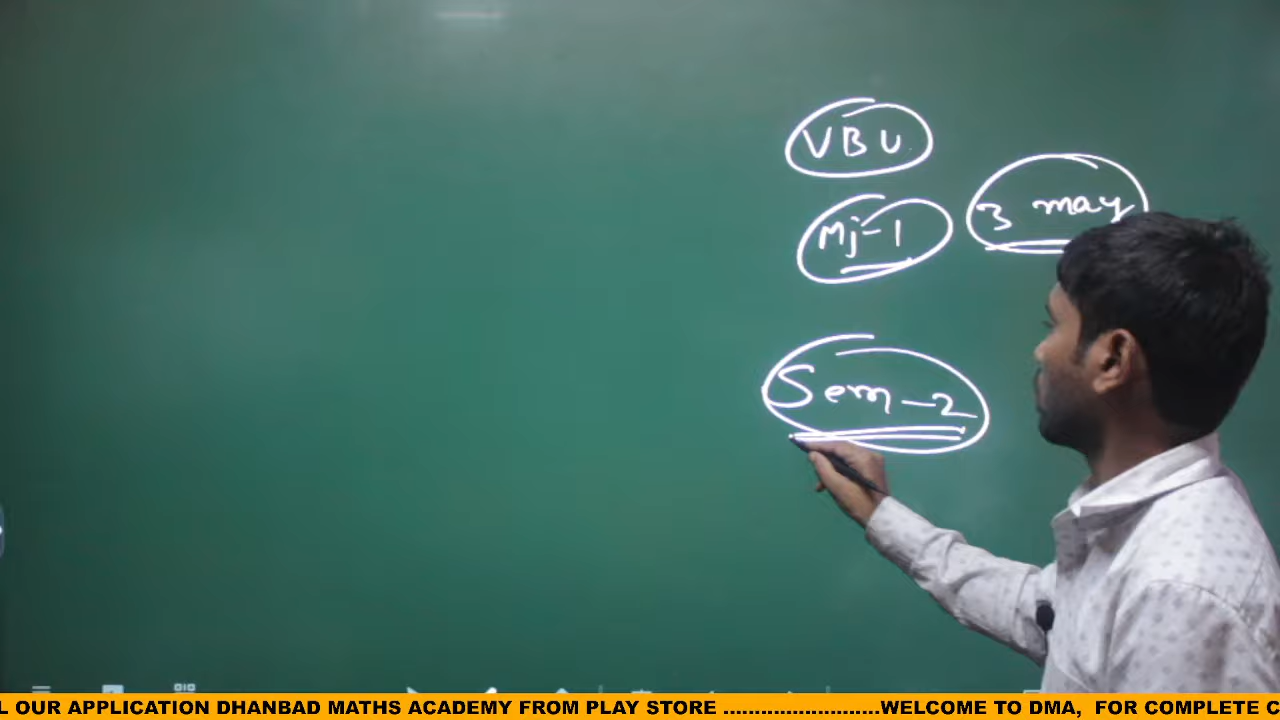 VBU
Mj-1
3 may
Sem-2
L OUR APPLICATION DHANBAD MATHS ACADEMY FROM PLAY STORE ........................WELCOME TO DMA, FOR COMPLETE C